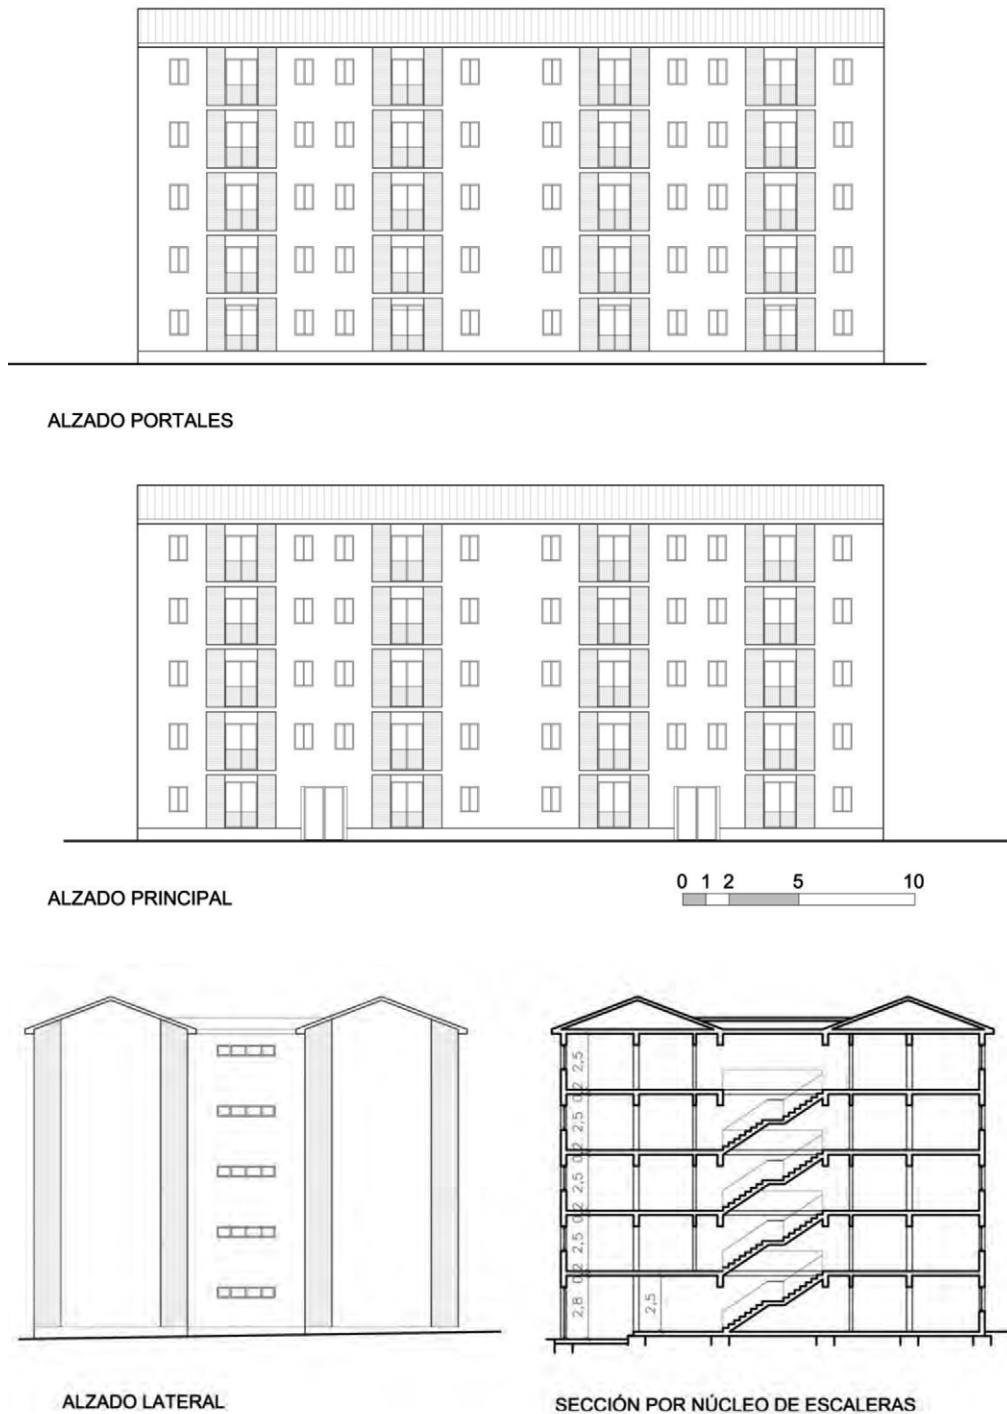 ALZADO PORTALES
ALZADO PRINCIPAL
0 1 2 5 10
2,5
0,2
2,5
0,2
2,5
0,2
2,5
0,2
2,8
2,5
ALZADO LATERAL
SECCIÓN POR NÚCLEO DE ESCALERAS